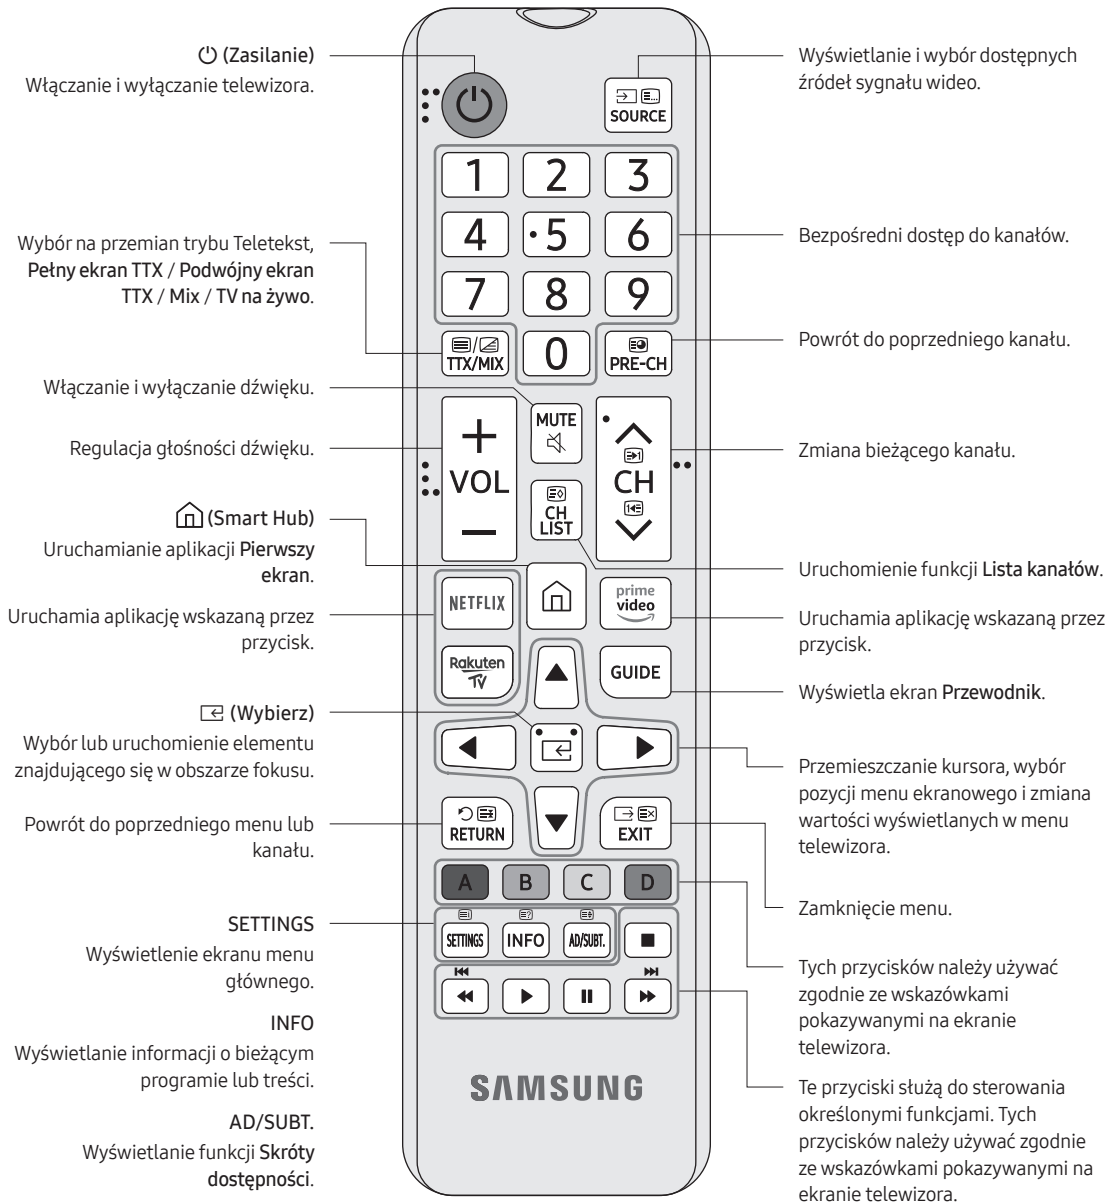 (Zasilanie)
Włączanie i wyłączanie telewizora.
Wybór na przemian trybu Teletekst,
Pełny ekran TTX / Podwójny ekran
TTX / Mix / TV na żywo.
Włączanie i wyłączanie dźwięku.
Regulacja głośności dźwięku.
(Smart Hub)
Uruchamianie aplikacji Pierwszy
ekran.
Uruchamia aplikację wskazaną przez
przycisk.
(Wybierz)
Wybór lub uruchomienie elementu
znajdującego się w obszarze fokusu.
Powrót do poprzedniego menu lub
kanału.
SETTINGS
Wyświetlenie ekranu menu
głównego.
INFO
Wyświetlanie informacji o bieżącym
programie lub treści.
AD/SUBT.
Wyświetlanie funkcji Skróty
dostępności.
SOURCE
1 2 3
4 5 6
7 8 9
TTX/MIX 0 PRE-CH
MUTE
VOL
CH
CH
LIST
NETFLIX
prime
video
Rakuten
TV
GUIDE
RETURN
EXIT
A B C D
SETTINGS INFO AD/SUBT.
SAMSUNG
Wyświetlanie i wybór dostępnych
źródeł sygnału wideo.
Bezpośredni dostęp do kanałów.
Powrót do poprzedniego kanału.
Zmiana bieżącego kanału.
Uruchomienie funkcji Lista kanałów.
Uruchamia aplikację wskazaną przez
przycisk.
Wyświetla ekran Przewodnik.
Przemieszczanie kursora, wybór
pozycji menu ekranowego i zmiana
wartości wyświetlanych w menu
telewizora.
Zamknięcie menu.
Tych przycisków należy używać
zgodnie ze wskazówkami
pokazywanymi na ekranie
telewizora.
Te przyciski służą do sterowania
określonymi funkcjami. Tych
przycisków należy używać zgodnie
ze wskazówkami pokazywanymi na
ekranie telewizora.